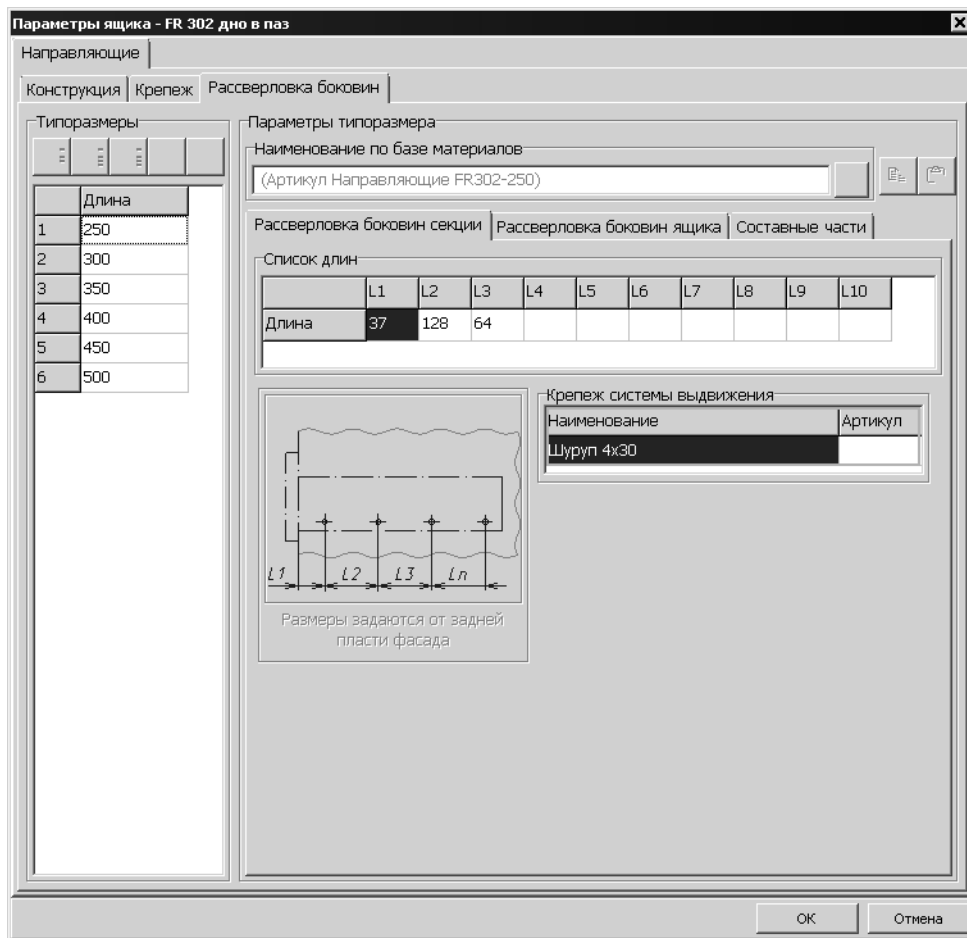 Параметры ящика - FR 302 дно в паз
Направляющие
Конструкция Крепеж Рассверловка боковин
Типоразмеры
Длина
1 250
2 300
3 350
4 400
5 450
6 500
Параметры типоразмера
Наименование по базе материалов
(Артикул Направляющие FR302-250)
Рассверловка боковин секции Рассверловка боковин ящика Составные части
Список длин
L1 L2 L3 L4 L5 L6 L7 L8 L9 L10
Длина 37 128 64
L1 L2 L3 Ln
Размеры задаются от задней
пласти фасада
Крепеж системы выдвижения
Наименование Артикул
Шуруп 4x30
ОК Отмена